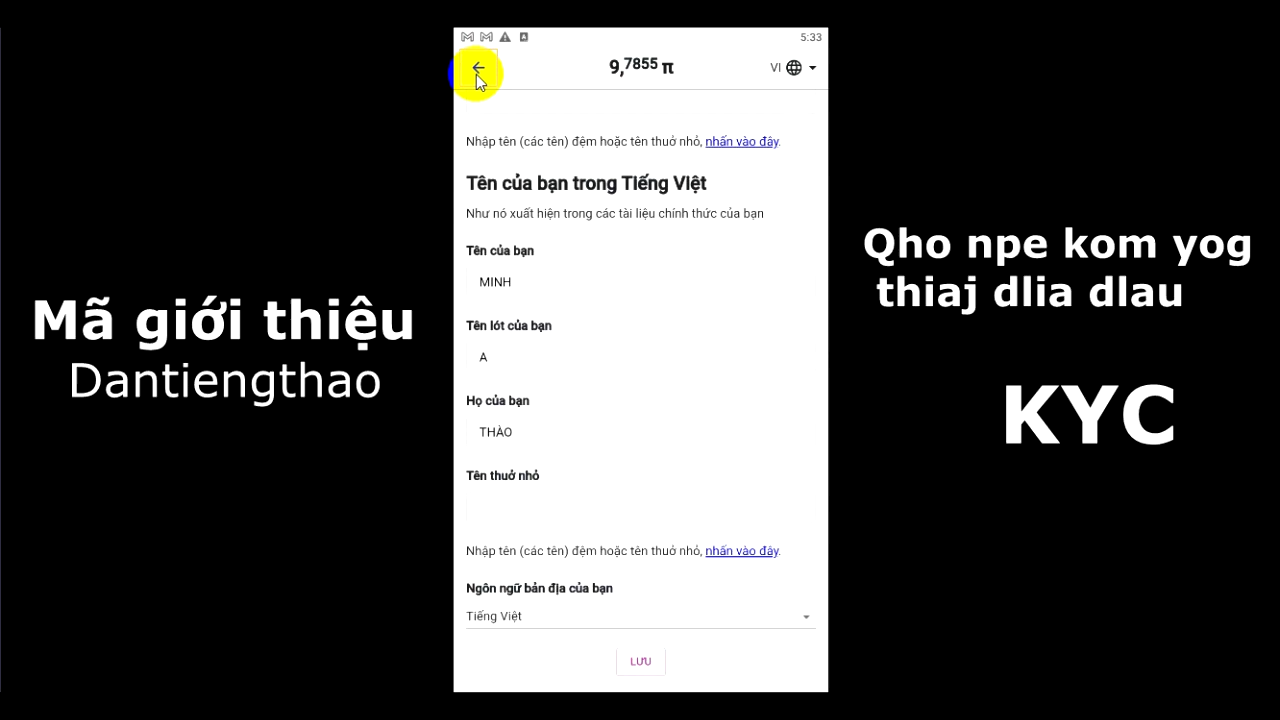 5:33
9,7855 π
VI
Nhập tên (các tên) đệm hoặc tên thuở nhỏ, nhấn vào đây.
Tên của bạn trong Tiếng Việt
Như nó xuất hiện trong các tài liệu chính thức của bạn
Tên của bạn
MINH
Tên lót của bạn
A
Họ của bạn
THÀO
Tên thuở nhỏ
Nhập tên (các tên) đệm hoặc tên thuở nhỏ, nhấn vào đây.
Ngôn ngữ bản địa của bạn
Tiếng Việt
LƯU
Mã giới thiệu
Dantiengthao
Qho npe kom yog
thiaj dlia dlau
KYC